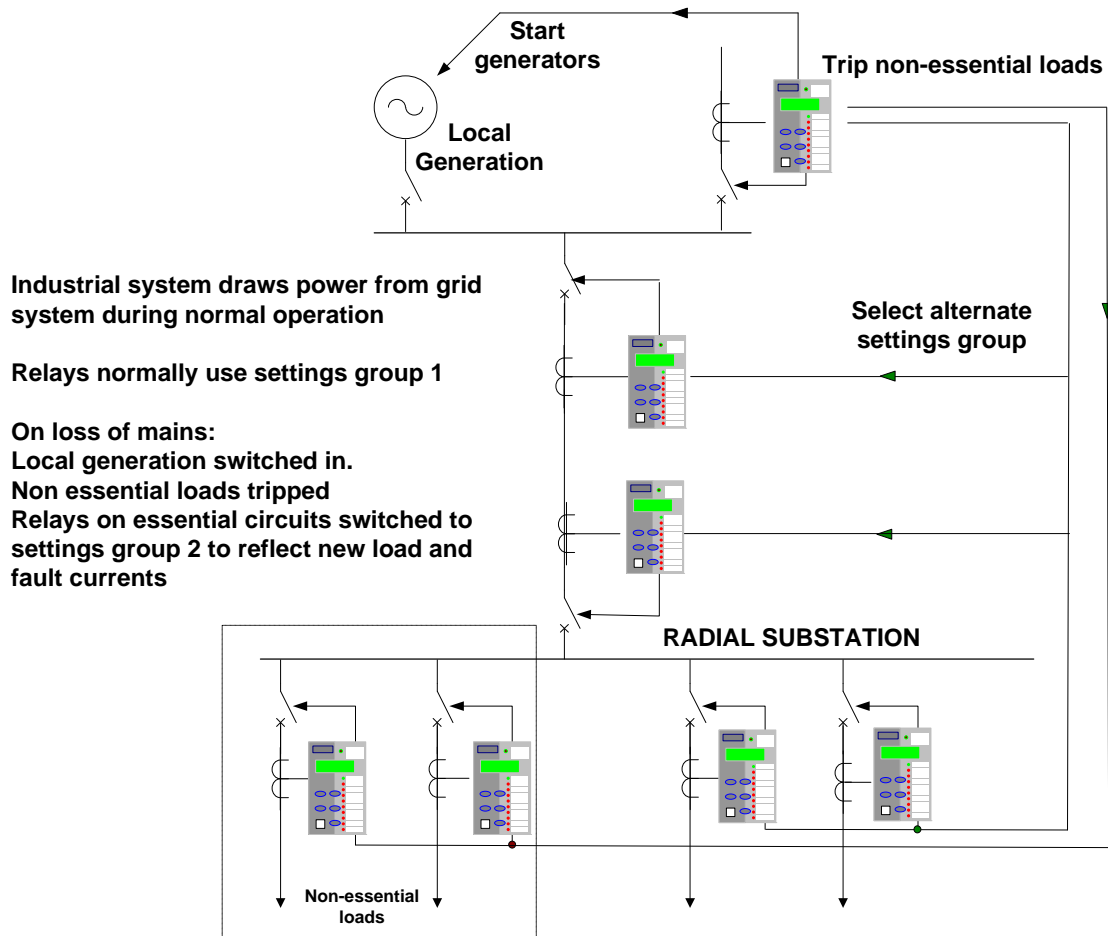 Start
generators
Trip non-essential loads
Local
Generation
Industrial system draws power from grid
system during normal operation
Select alternate
settings group
Relays normally use settings group 1
On loss of mains:
Local generation switched in.
Non essential loads tripped
Relays on essential circuits switched to
settings group 2 to reflect new load and
fault currents
RADIAL SUBSTATION
Non-essential
loads